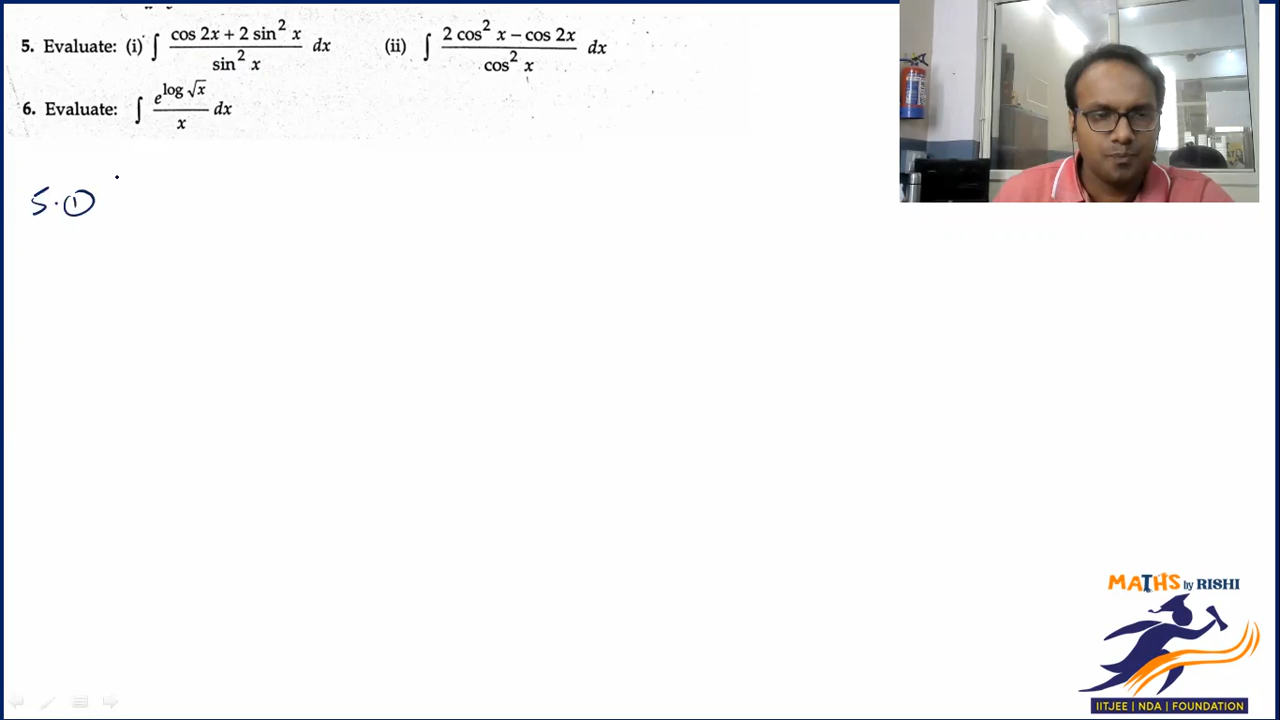 5. Evaluate: (i) ∫ (cos 2x + 2 sin² x)/(sin² x) dx (ii) ∫ (2 cos² x – cos 2x)/(cos² x) dx
6. Evaluate: ∫ (e^(log √x))/x dx
5. ①
MATHS by RISHI
IITJEE | NDA | FOUNDATION